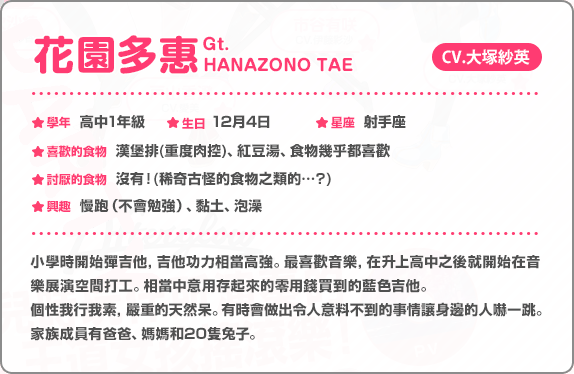 花園多惠 Gt. HANAZONO TAE CV.大塚紗英
★學年 高中1年級 ★生日 12月4日 ★星座 射手座
★喜歡的食物 漢堡排(重度肉控)、紅豆湯、食物幾乎都喜歡
★討厭的食物 沒有!(稀奇古怪的食物之類的…?)
★興趣 慢跑(不會勉強)、黏土、泡澡
小學時開始彈吉他,吉他功力相當高強。最喜歡音樂,在升上高中之後就開始在音
樂展演空間打工。相當中意用存起來的零用錢買到的藍色吉他。
個性我行我素,嚴重的天然呆。有時會做出令人意料不到的事情讓身邊的人嚇一跳。
家族成員有爸爸、媽媽和20隻兔子。